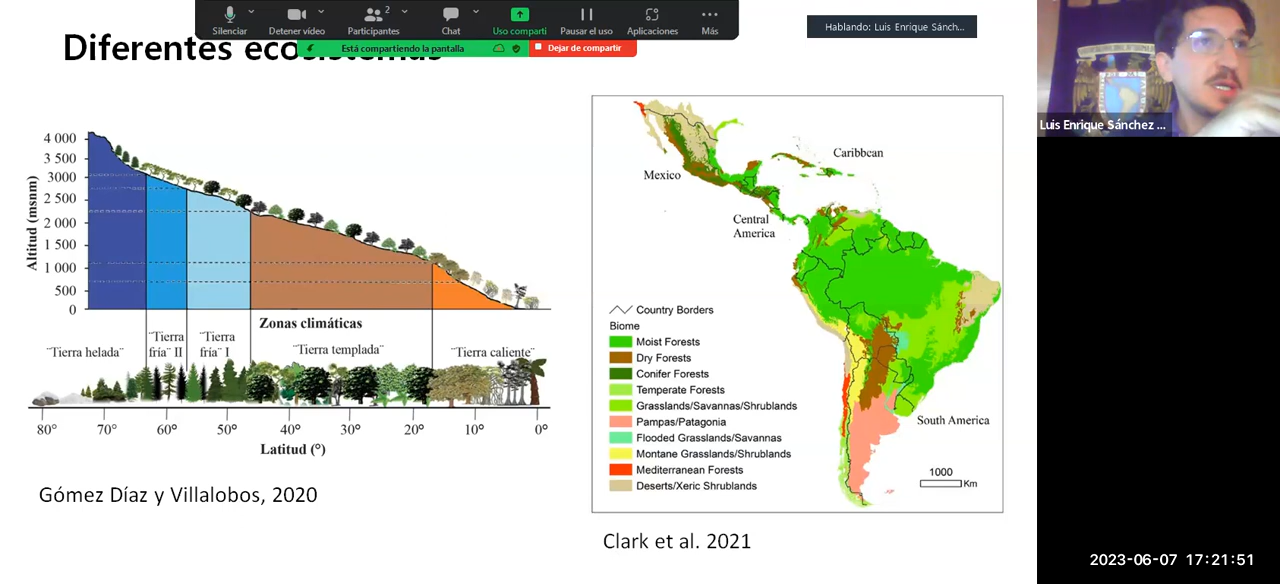 Silenciar
Detener video
2
Participantes
Chat
Uso comparti
Pausar el uso
Aplicaciones
Más
Hablando: Luis Enrique Sánch...
Está compartiendo la pantalla
Dejar de compartir
Diferentes ecosistemas
Luis Enrique Sánchez ...
Altitud (msnm)
4 000
3 500
3000
2 500
2 000
1 500
1 000
500
0
Zonas climáticas
¨Tierra helada¨
¨Tierra
fría¨ II
¨Tierra
fría¨ I
¨Tierra templada¨
¨Tierra caliente¨
80° 70° 60° 50° 40° 30° 20° 10° 0°
Latitud (°)
Gómez Díaz y Villalobos, 2020
Mexico
Caribbean
Central
America
South America
Country Borders
Biome
Moist Forests
Dry Forests
Conifer Forests
Temperate Forests
Grasslands/Savannas/Shrublands
Pampas/Patagonia
Flooded Grasslands/Savannas
Montane Grasslands/Shrublands
Mediterranean Forests
Deserts/Xeric Shrublands
1000
Km
Clark et al. 2021
2023-06-07 17:21:51